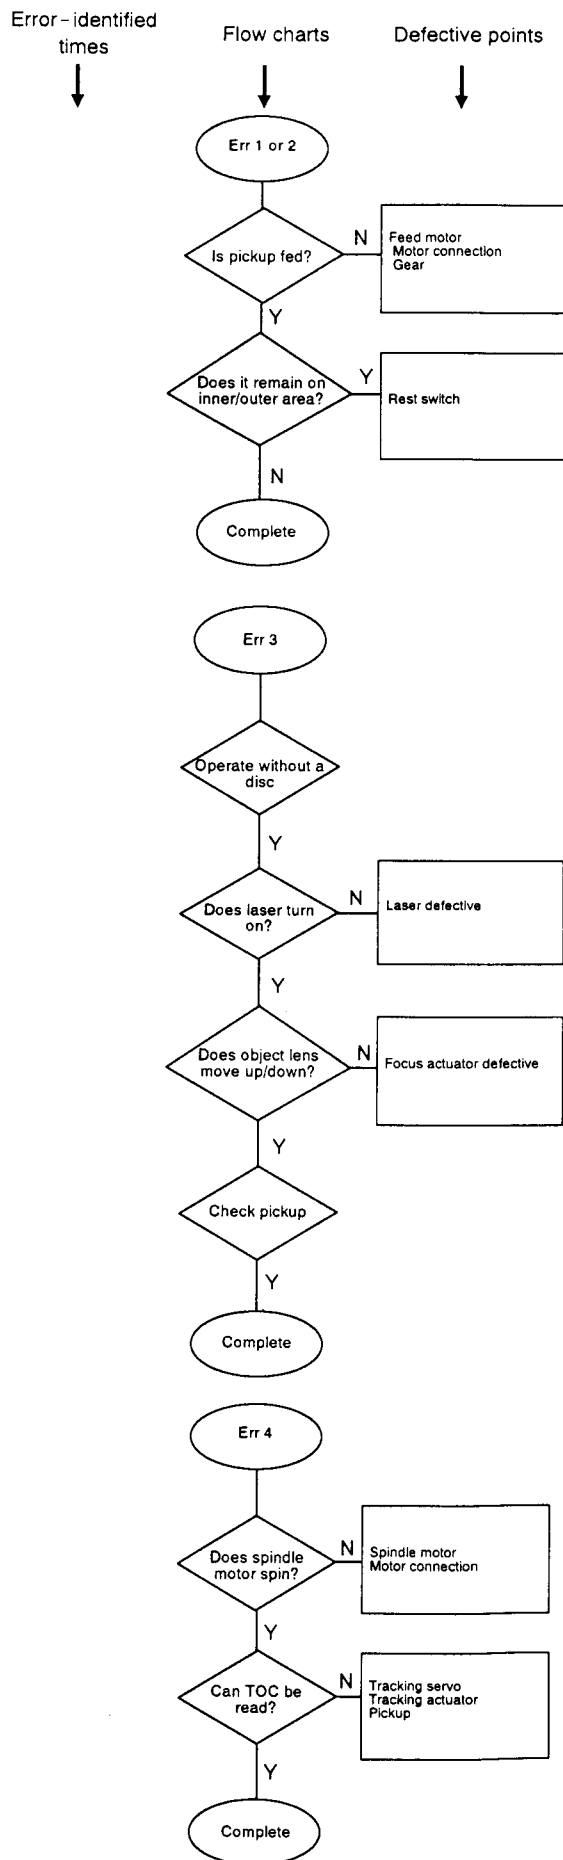 Error-identified
times
Flow charts
Defective points
Err 1 or 2
Is pickup fed?
N
Feed motor
Motor connection
Gear
Y
Does it remain on
inner/outer area?
Y
Rest switch
N
Complete
Err 3
Operate without a
disc
Y
Does laser turn
on?
N
Laser defective
Y
Does object lens
move up/down?
N
Focus actuator defective
Y
Check pickup
Y
Complete
Err 4
Does spindle
motor spin?
N
Spindle motor
Motor connection
Y
Can TOC be
read?
N
Tracking servo
Tracking actuator
Pickup
Y
Complete